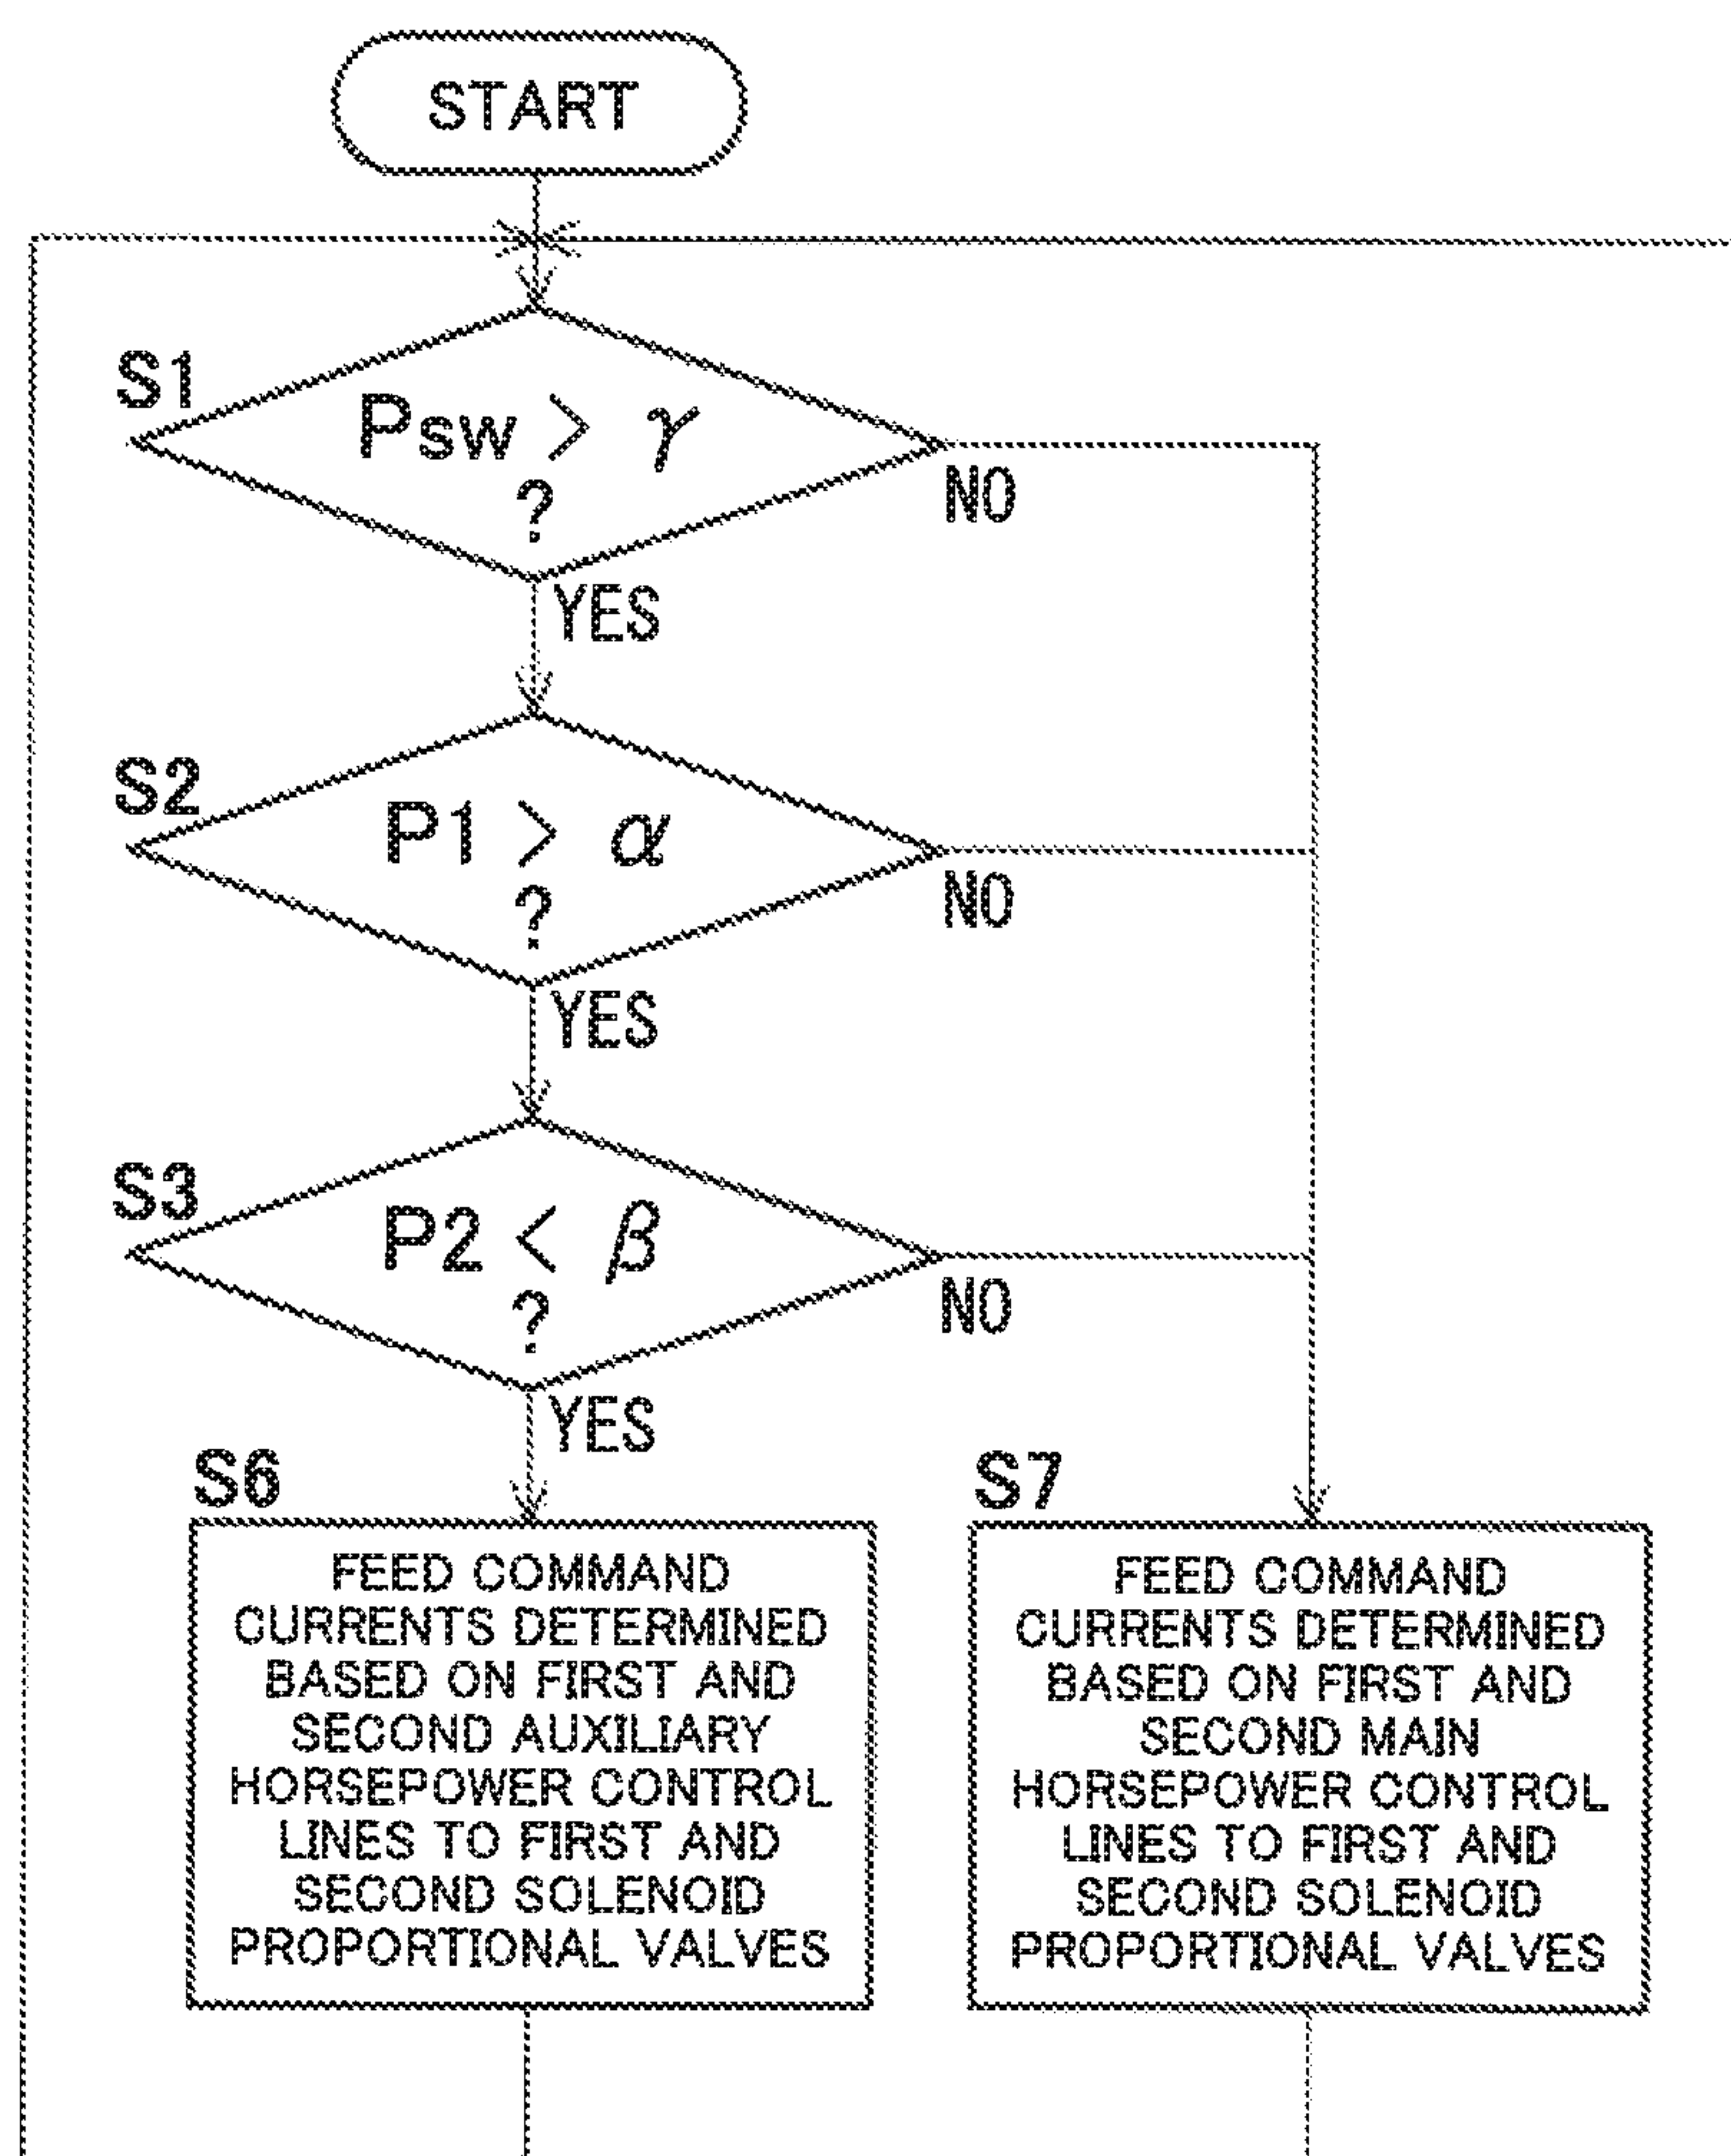 START
S1
Psw > γ
?
NO
YES
S2
P1 > α
?
NO
YES
S3
P2 < β
?
NO
YES
S6
FEED COMMAND
CURRENTS DETERMINED
BASED ON FIRST AND
SECOND AUXILIARY
HORSEPOWER CONTROL
LINES TO FIRST AND
SECOND SOLENOID
PROPORTIONAL VALVES
S7
FEED COMMAND
CURRENTS DETERMINED
BASED ON FIRST AND
SECOND MAIN
HORSEPOWER CONTROL
LINES TO FIRST AND
SECOND SOLENOID
PROPORTIONAL VALVES